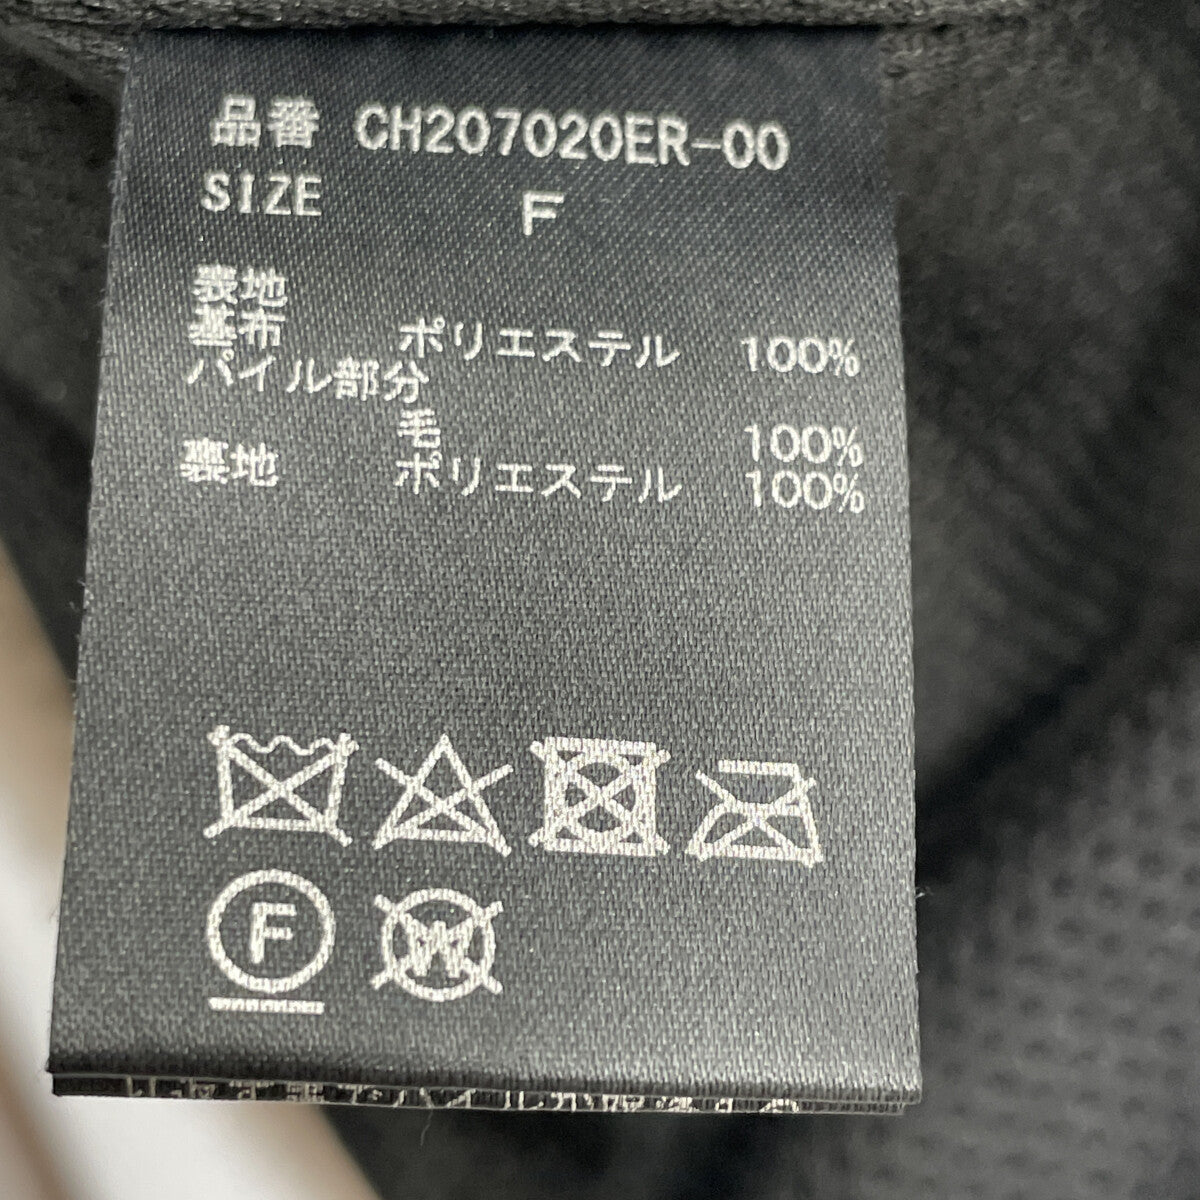 品番 CH207020ER-00
SIZE F
表地
基布 ポリエステル 100%
パイル部分
毛 100%
裏地 ポリエステル 100%
F
W